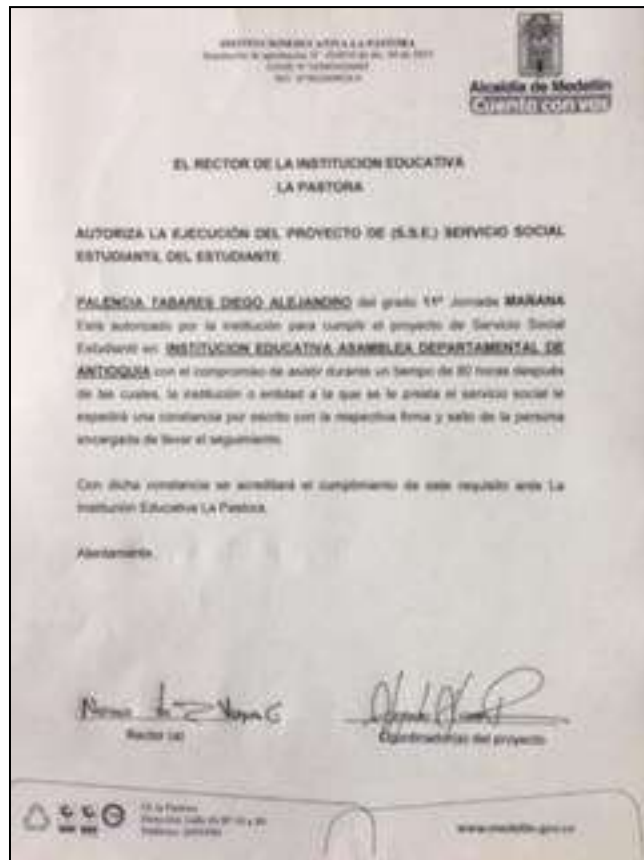 INSTITUCION EDUCATIVA LA PASTORA
Alcaldía de Medellín
Cuenta con vos
EL RECTOR DE LA INSTITUCION EDUCATIVA
LA PASTORA
AUTORIZA LA EJECUCIÓN DEL PROYECTO DE (S.S.E.) SERVICIO SOCIAL
ESTUDIANTIL DEL ESTUDIANTE
PALENCIA TABARES DIEGO ALEJANDRO del grado 11º Jornada MAÑANA
Está autorizado por la institución para cumplir el proyecto de Servicio Social
Estudiantil en: INSTITUCION EDUCATIVA ASAMBLEA DEPARTAMENTAL DE
ANTIOQUIA con el compromiso de asistir durante un tiempo de 80 horas después
de las cuales, la institución o entidad a la que se le presta el servicio social le
expedirá una constancia por escrito con la respectiva firma y sello de la persona
encargada de llevar el seguimiento.
Con dicha constancia se acreditará el cumplimiento de este requisito ante La
Institución Educativa La Pastora.
Atentamente
Rector (a)
Coordinador(a) del proyecto
I.E. la Pastora
www.medellin.gov.co